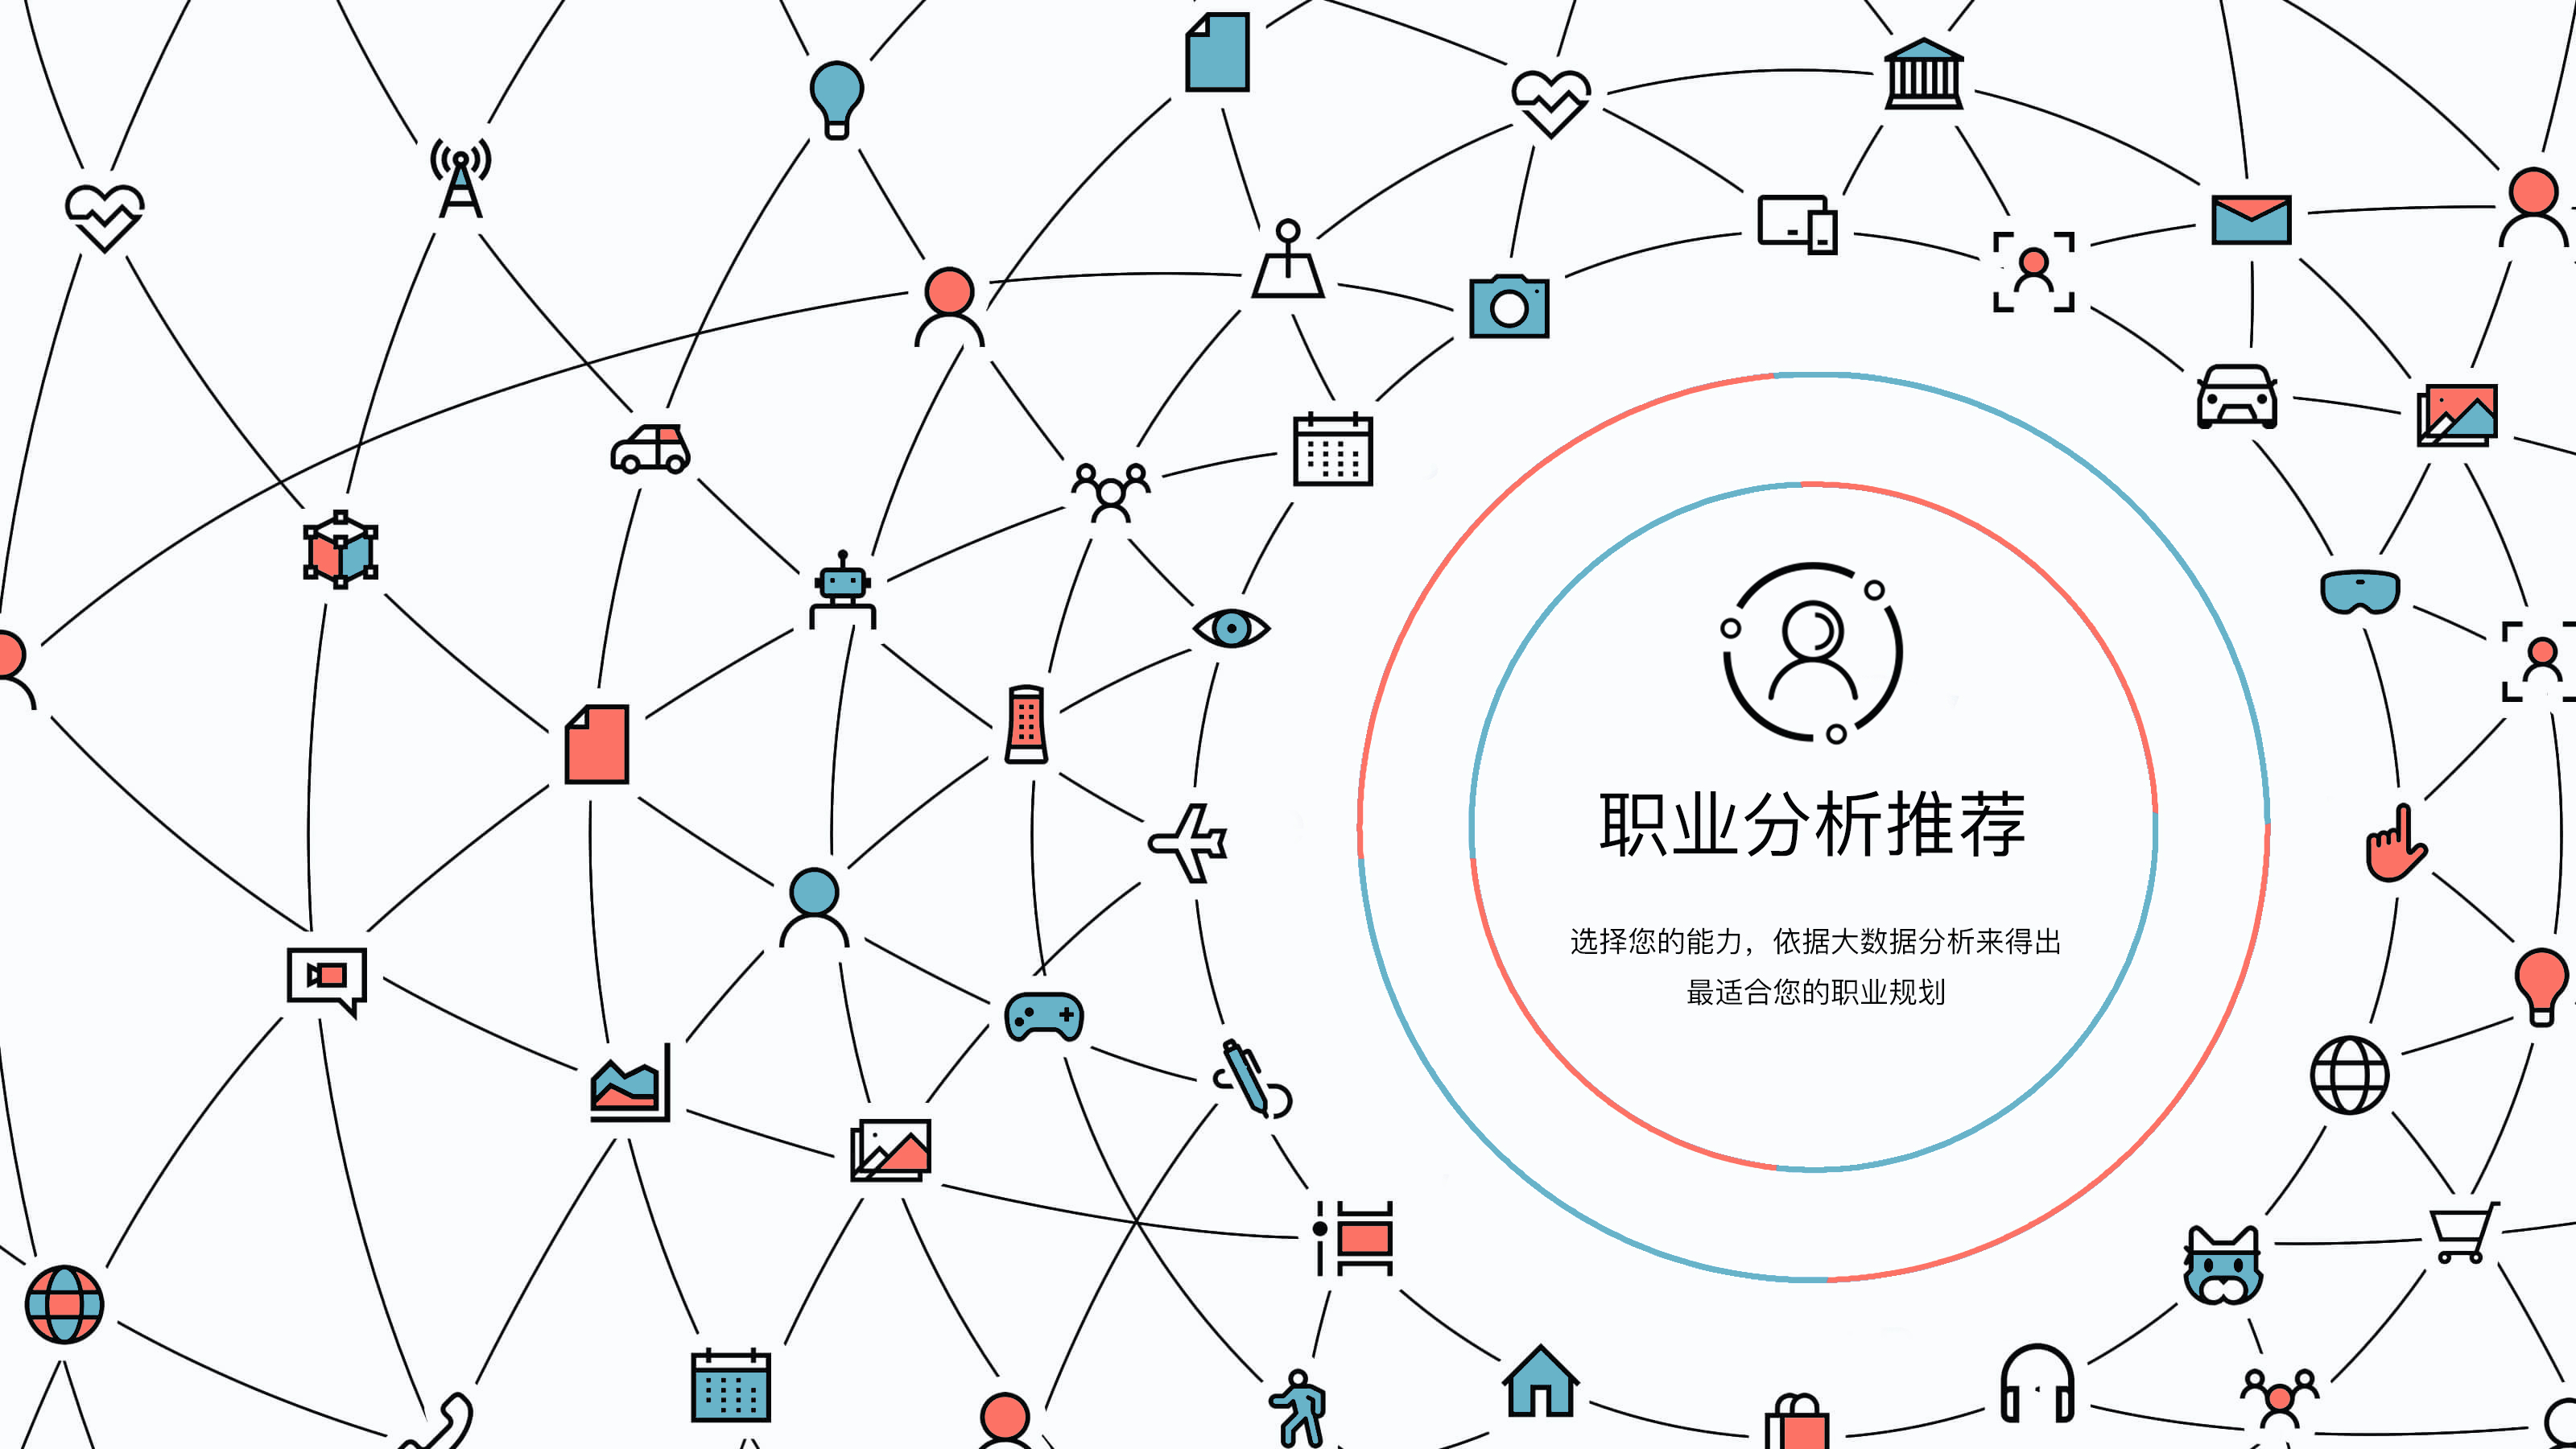 职业分析推荐
选择您的能力，依据大数据分析来得出
最适合您的职业规划